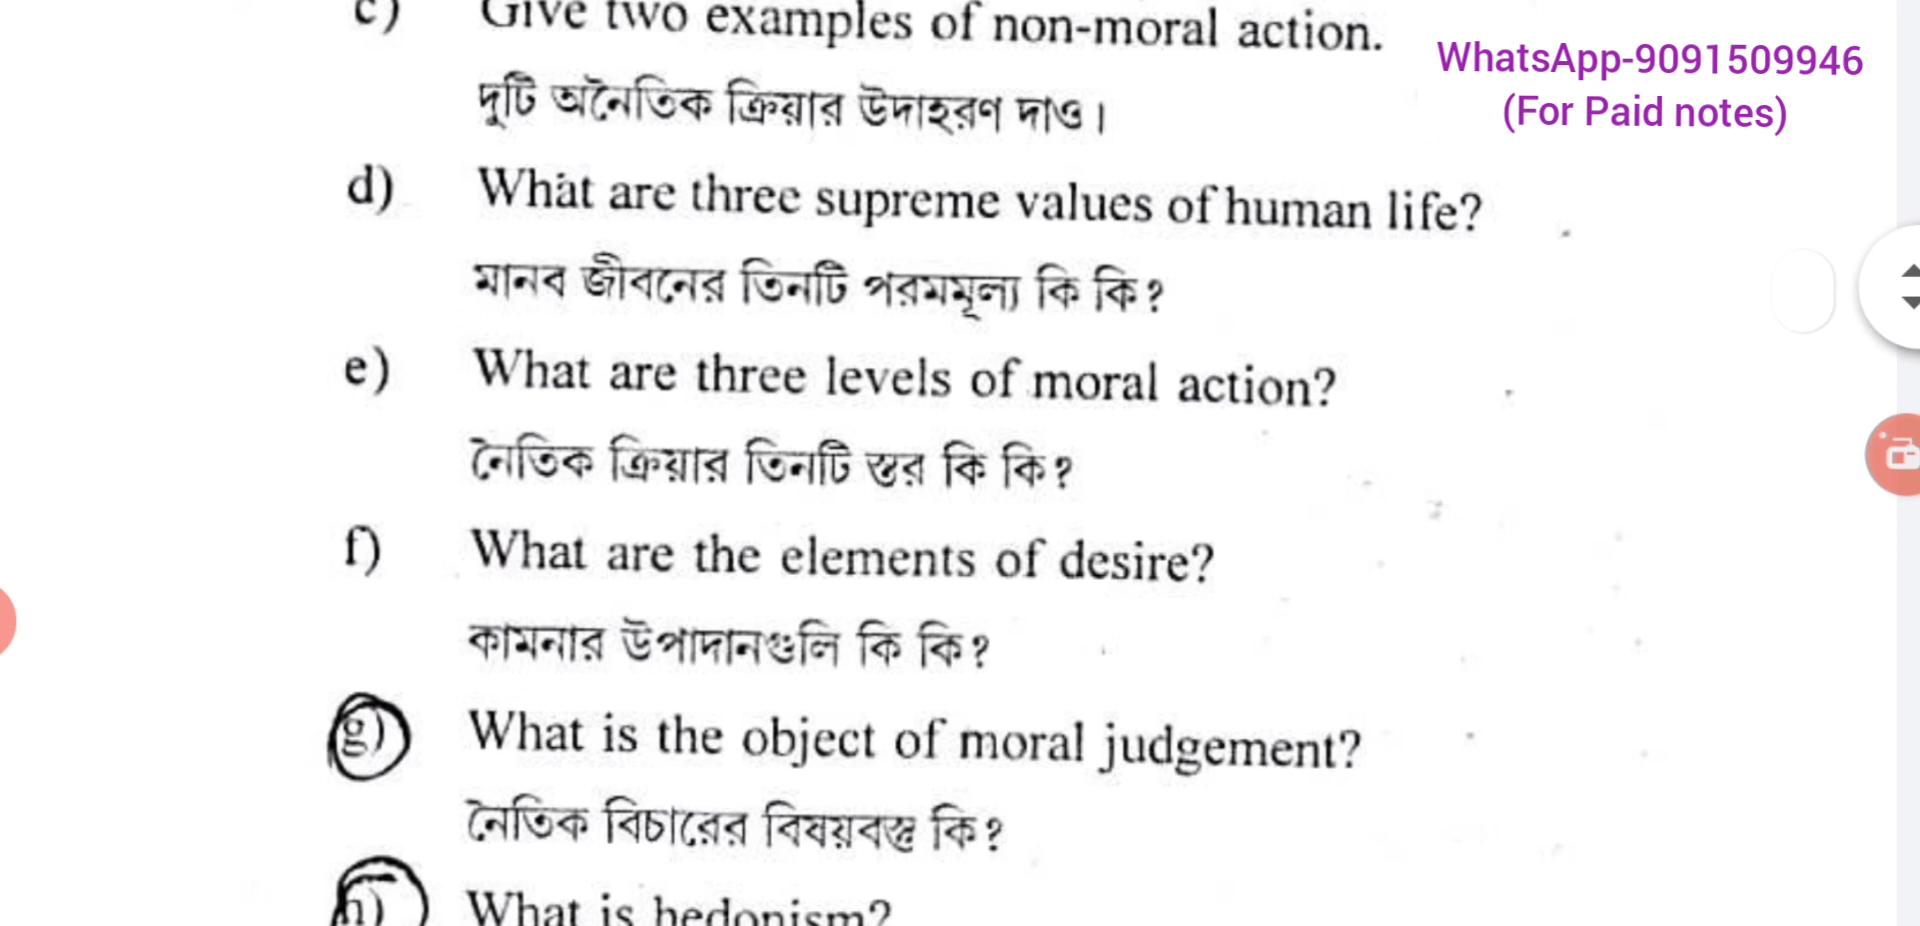 c) Give two examples of non-moral action.
WhatsApp-9091509946
(For Paid notes)
দুটি অনৈতিক ক্রিয়ার উদাহরণ দাও।
d) What are three supreme values of human life?
মানব জীবনের তিনটি পরমমূল্য কি কি?
e) What are three levels of moral action?
নৈতিক ক্রিয়ার তিনটি স্তর কি কি?
f) What are the elements of desire?
কামনার উপাদানগুলি কি কি?
g) What is the object of moral judgement?
নৈতিক বিচারের বিষয়বস্তু কি?
h) What is hedonism?